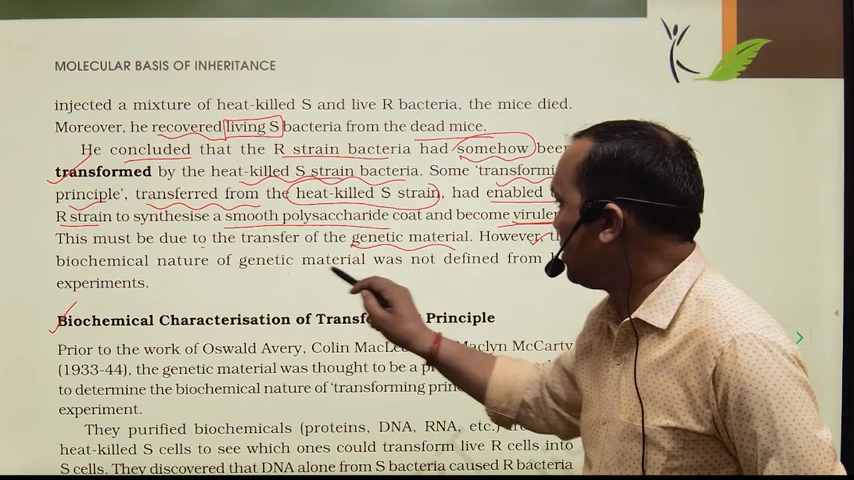 MOLECULAR BASIS OF INHERITANCE
injected a mixture of heat-killed S and live R bacteria, the mice died.
Moreover, he recovered living S bacteria from the dead mice.
He concluded that the R strain bacteria had somehow been
transformed by the heat-killed S strain bacteria. Some 'transforming
principle', transferred from the heat-killed S strain, had enabled
R strain to synthesise a smooth polysaccharide coat and become virulent
This must be due to the transfer of the genetic material. However,
biochemical nature of genetic material was not defined from
experiments.
Biochemical Characterisation of Transforming Principle
Prior to the work of Oswald Avery, Colin MacLeod Maclyn McCarty
(1933-44), the genetic material was thought to be a
to determine the biochemical nature of 'transforming
experiment.
They purified biochemicals (proteins, DNA, RNA, etc.)
heat-killed S cells to see which ones could transform live R cells into
S cells. They discovered that DNA alone from S bacteria caused R bacteria